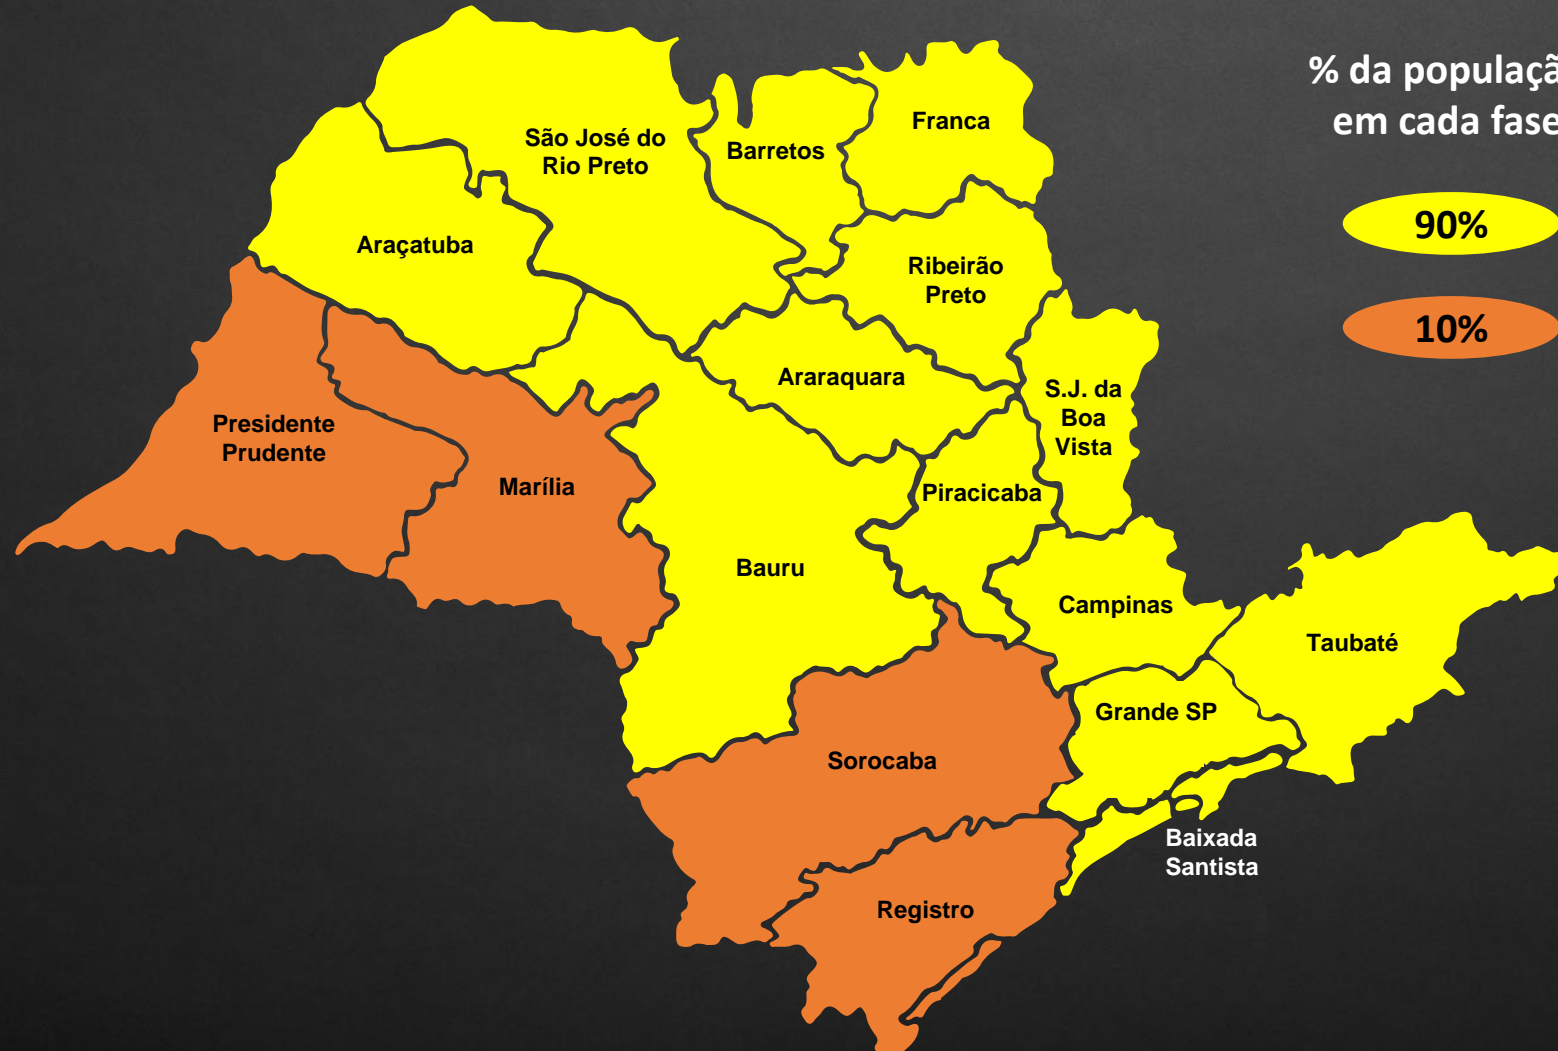 % da populaçã
em cada fase
90%
10%
São José do
Rio Preto
Barretos
Franca
Araçatuba
Ribeirão
Preto
Araraquara
S.J. da
Boa
Vista
Presidente
Prudente
Marília
Piracicaba
Bauru
Campinas
Taubaté
Grande SP
Sorocaba
Baixada
Santista
Registro